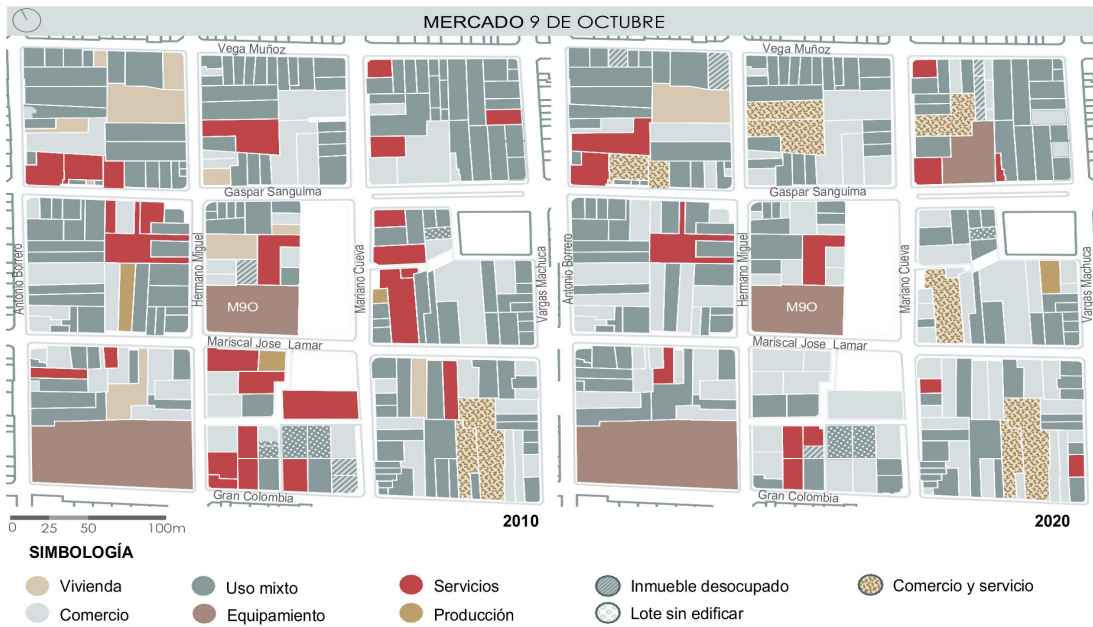 MERCADO 9 DE OCTUBRE
Vega Muñoz
Gaspar Sanguima
Antonio Borrero
Hermano Miguel
Mariano Cueva
Vargas Machuca
M9O
Mariscal Jose Lamar
Gran Colombia
0 25 50 100m
2010
Vega Muñoz
Gaspar Sanguima
Antonio Borrero
Hermano Miguel
Mariano Cueva
Vargas Machuca
M9O
Mariscal Jose Lamar
Gran Colombia
2020
SIMBOLOGÍA
Vivienda
Uso mixto
Servicios
Inmueble desocupado
Comercio y servicio
Comercio
Equipamiento
Producción
Lote sin edificar